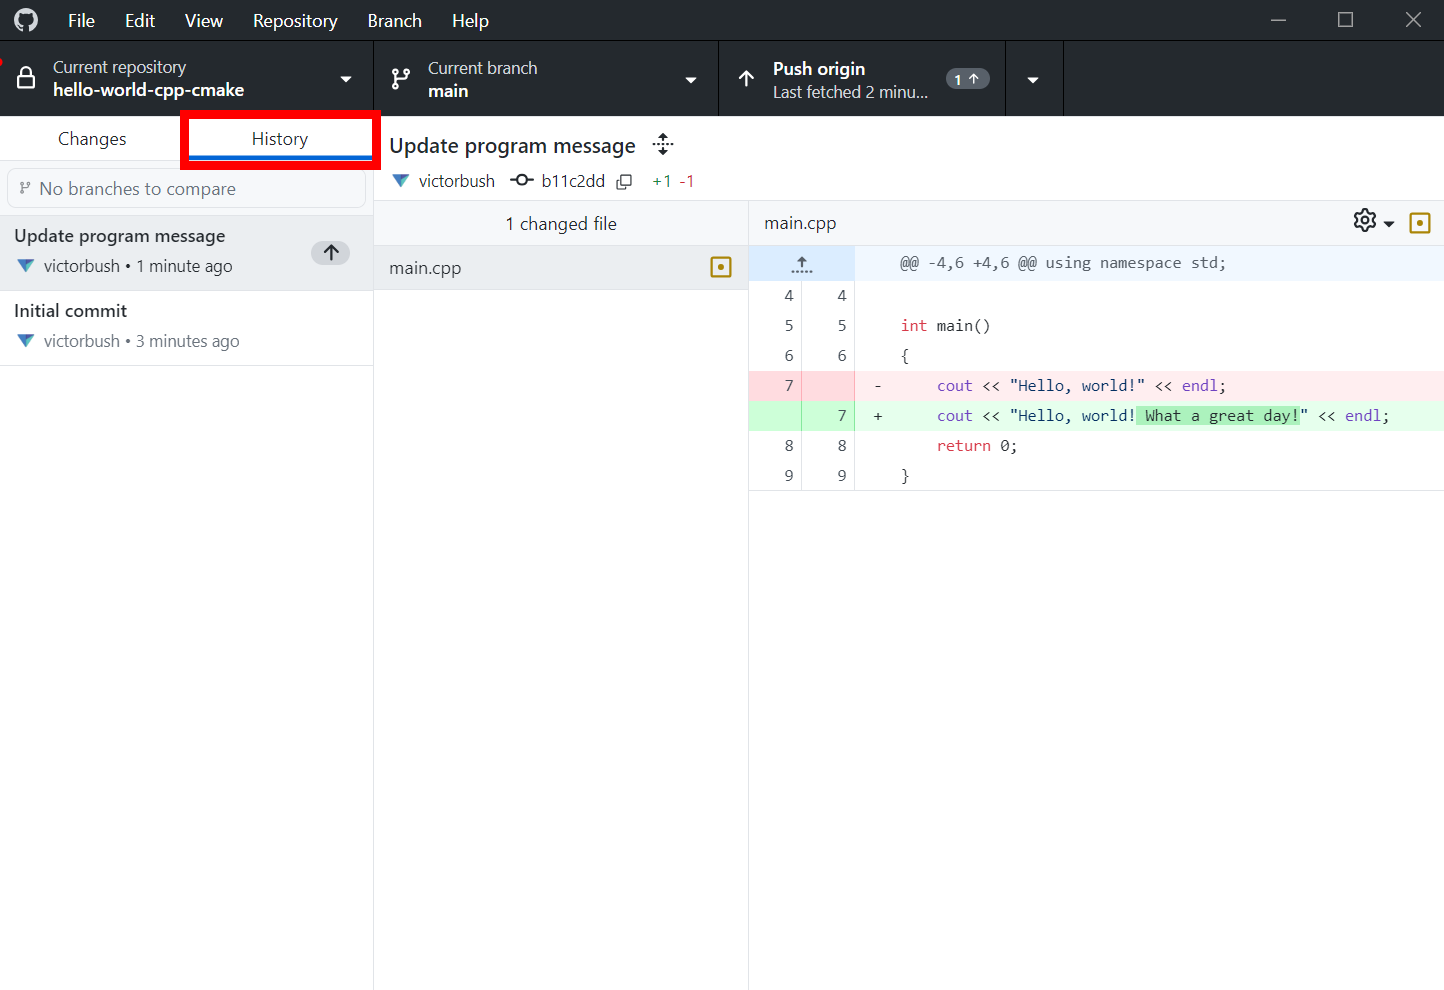 File Edit View Repository Branch Help
Current repository
hello-world-cpp-cmake
Current branch
main
Push origin
Last fetched 2 minu...
1
Changes
History
No branches to compare
Update program message
victorbush • 1 minute ago
Initial commit
victorbush • 3 minutes ago
Update program message
victorbush b11c2dd +1 -1
1 changed file
main.cpp
main.cpp
@@ -4,6 +4,6 @@ using namespace std;
4 4
5 5 int main()
6 6 {
7 - cout << "Hello, world!" << endl;
7 + cout << "Hello, world! What a great day!" << endl;
8 8 return 0;
9 9 }